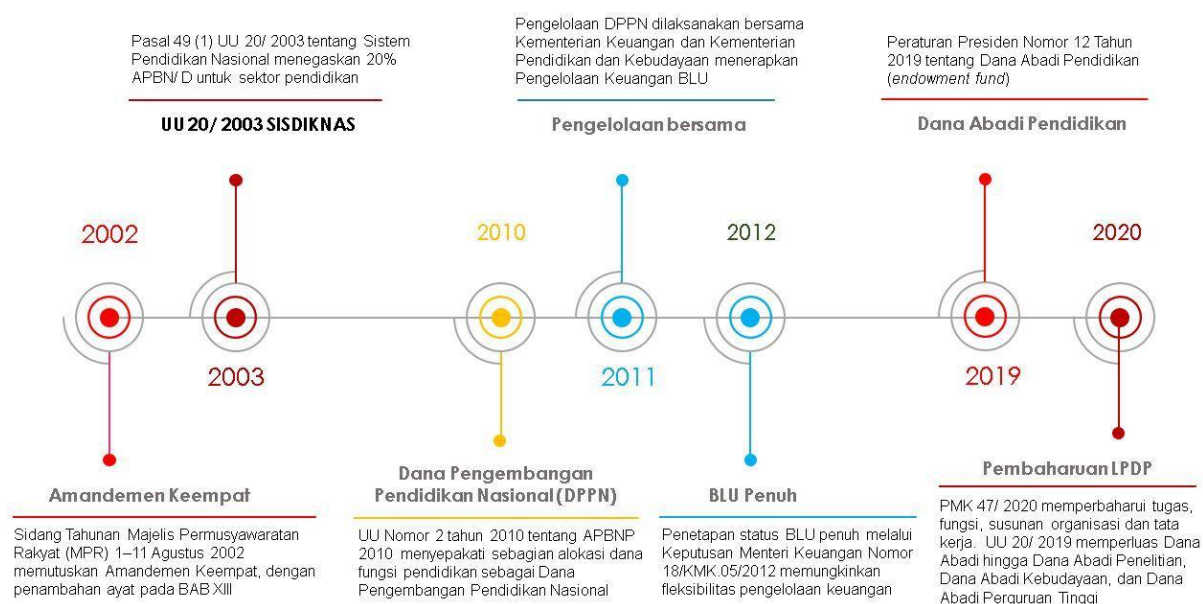 Pasal 49 (1) UU 20/ 2003 tentang Sistem
Pendidikan Nasional menegaskan 20%
APBN/ D untuk sektor pendidikan
UU 20/ 2003 SISDIKNAS
Pengelolaan DPPN dilaksanakan bersama
Kementerian Keuangan dan Kementerian
Pendidikan dan Kebudayaan menerapkan
Pengelolaan Keuangan BLU
Pengelolaan bersama
Peraturan Presiden Nomor 12 Tahun
2019 tentang Dana Abadi Pendidikan
(endowment fund)
Dana Abadi Pendidikan
2002
2010
2012
2020
2003
2011
2019
Amandemen Keempat
Sidang Tahunan Majelis Permusyawaratan
Rakyat (MPR) 1–11 Agustus 2002
memutuskan Amandemen Keempat, dengan
penambahan ayat pada BAB XIII
Dana Pengembangan
Pendidikan Nasional (DPPN)
UU Nomor 2 tahun 2010 tentang APBNP
2010 menyepakati sebagian alokasi dana
fungsi pendidikan sebagai Dana
Pengembangan Pendidikan Nasional
BLU Penuh
Penetapan status BLU penuh melalui
Keputusan Menteri Keuangan Nomor
18/KMK.05/2012 memungkinkan
fleksibilitas pengelolaan keuangan
Pembaharuan LPDP
PMK 47/ 2020 memperbaharui tugas,
fungsi, susunan organisasi dan tata
kerja. UU 20/ 2019 memperluas Dana
Abadi hingga Dana Abadi Penelitian,
Dana Abadi Kebudayaan, dan Dana
Abadi Perguruan Tinggi